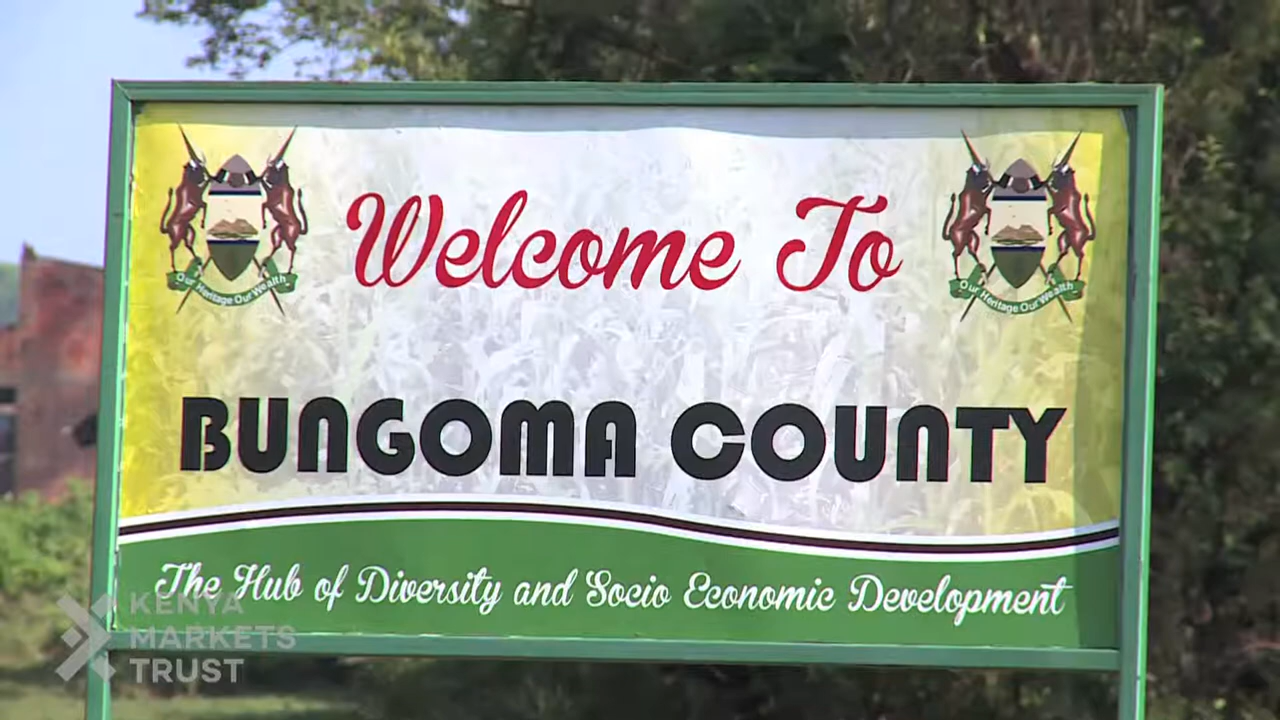 Welcome To
Our Heritage Our Wealth
Our Heritage Our Wealth
BUNGOMA COUNTY
The Hub of Diversity and Socio Economic Development
KENYA
MARKETS
TRUST